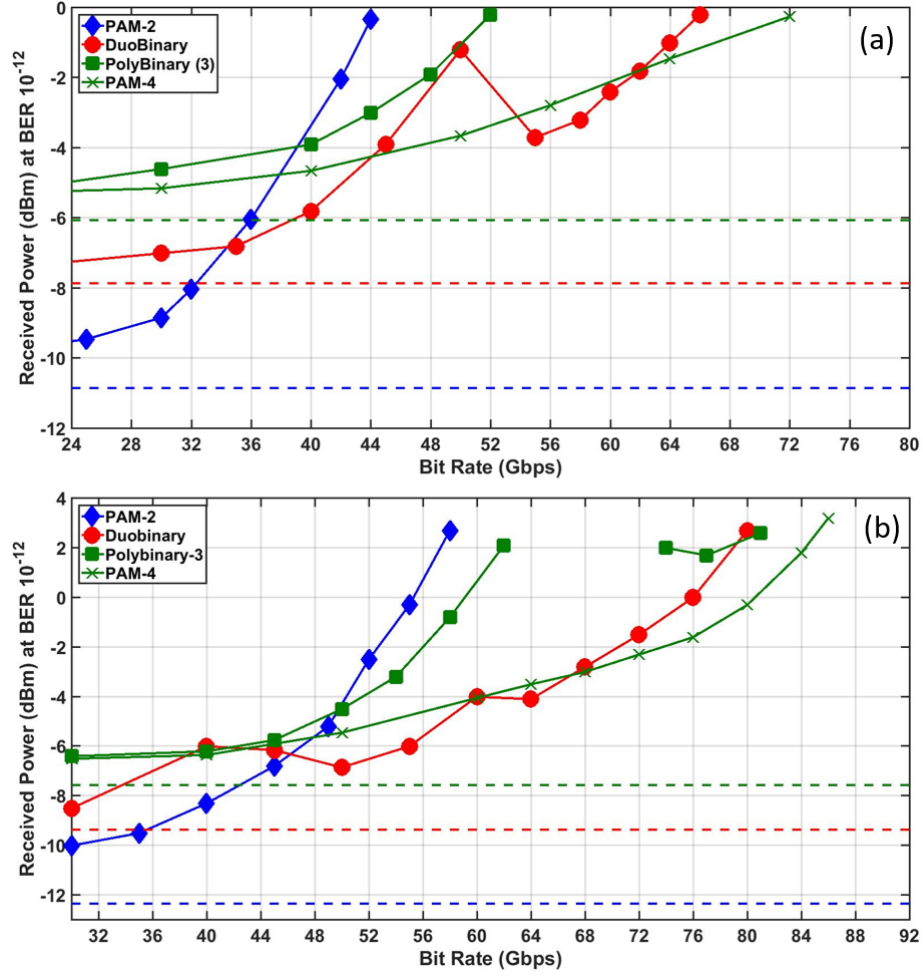 (a)
PAM-2
DuoBinary
PolyBinary (3)
PAM-4
Received Power (dBm) at BER 10-12
0
-2
-4
-6
-8
-10
-12
24 28 32 36 40 44 48 52 56 60 64 68 72 76 80
Bit Rate (Gbps)
(b)
PAM-2
Duobinary
Polybinary-3
PAM-4
Received Power (dBm) at BER 10-12
4
2
0
-2
-4
-6
-8
-10
-12
32 36 40 44 48 52 56 60 64 68 72 76 80 84 88 92
Bit Rate (Gbps)